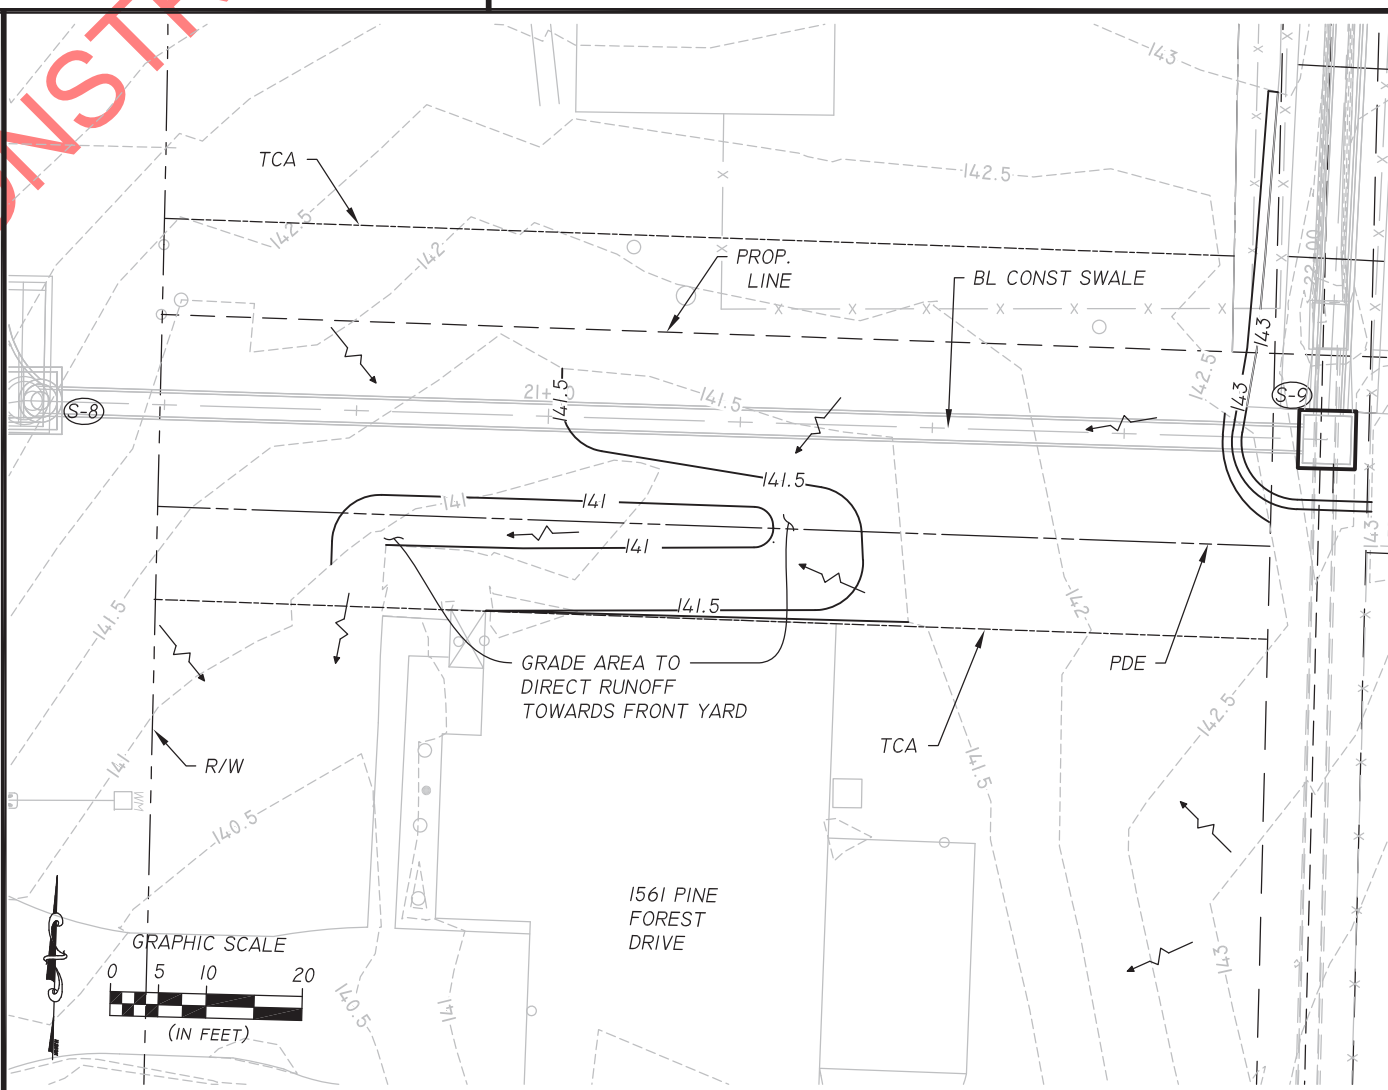 ONSTR
143
TCA
142.5
142.5
142
PROP.
LINE
BL CONST SWALE
143
143
142.5
S-8
S-9
141.5
141.5
141.5
141
141
141
143
141.5
141.5
142
GRADE AREA TO
DIRECT RUNOFF
TOWARDS FRONT YARD
PDE
142.5
TCA
141.5
141
R/W
WM
140.5
1561 PINE
FOREST
DRIVE
143
GRAPHIC SCALE
0 5 10 20
(IN FEET)
140.5
141